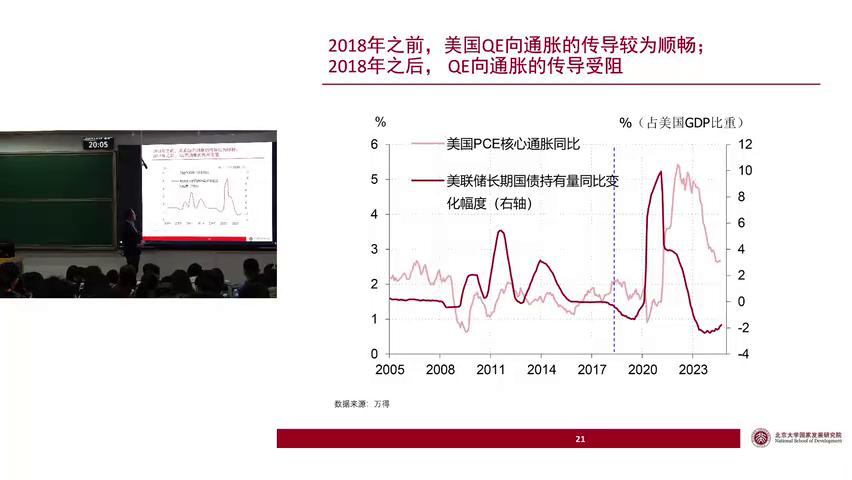 2018年之前，美国QE向通胀的传导较为顺畅；
2018年之后， QE向通胀的传导受阻
%
%（占美国GDP比重）
美国PCE核心通胀同比
美联储长期国债持有量同比变
化幅度（右轴）
6
5
4
3
2
1
0
12
10
8
6
4
2
0
-2
-4
2005
2008
2011
2014
2017
2020
2023
数据来源：万得
21
北京大学国家发展研究院
National School of Development
20:05